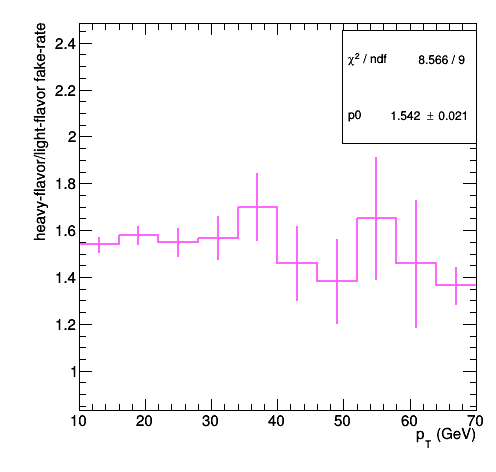 heavy-flavor/light-flavor fake-rate
χ² / ndf 8.566 / 9
p0 1.542 ± 0.021
2.4
2.2
2
1.8
1.6
1.4
1.2
1
10 20 30 40 50 60 70
p_T (GeV)